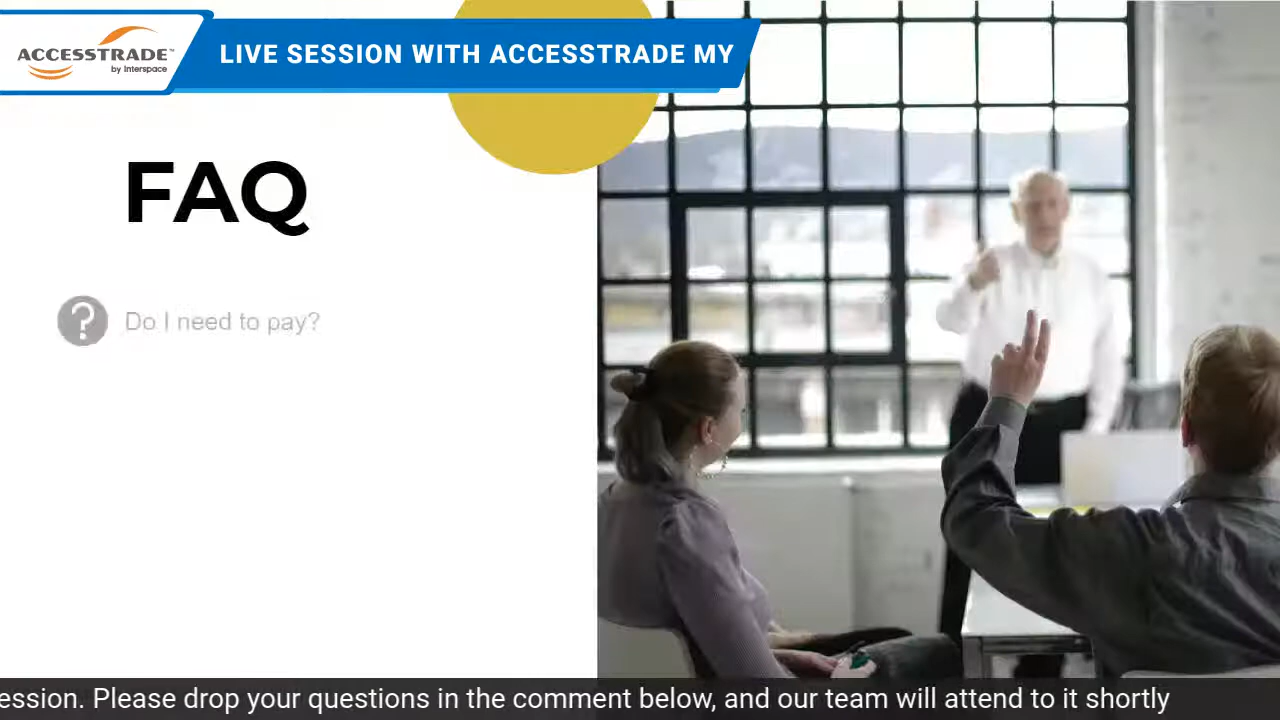 ACCESSTRADE™
by Interspace
LIVE SESSION WITH ACCESSTRADE MY
FAQ
? Do I need to pay?
ession. Please drop your questions in the comment below, and our team will attend to it shortly